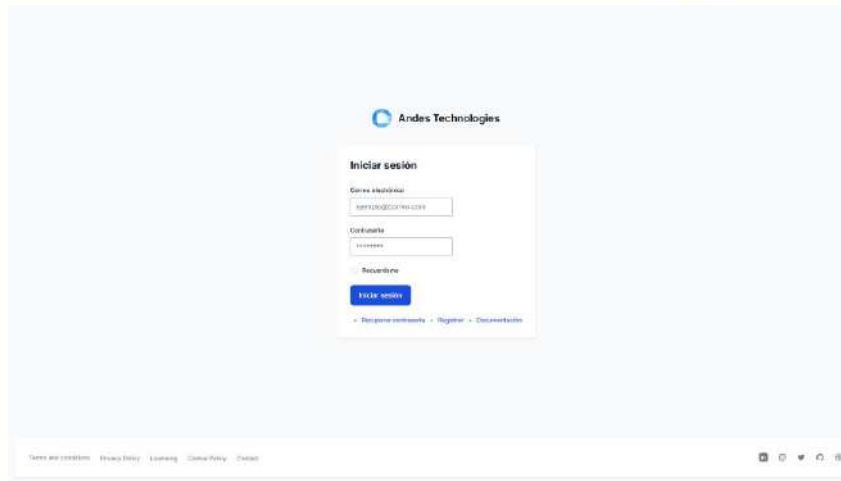 Andes Technologies
Iniciar sesión
Correo electrónico
ejemplo@correo.com
Contraseña
••••••••
Recuerdame
Iniciar sesión
Recuperar contraseña • Registrar • Documentación
Terms and conditions Privacy Policy Licensing Cookie Policy Contact